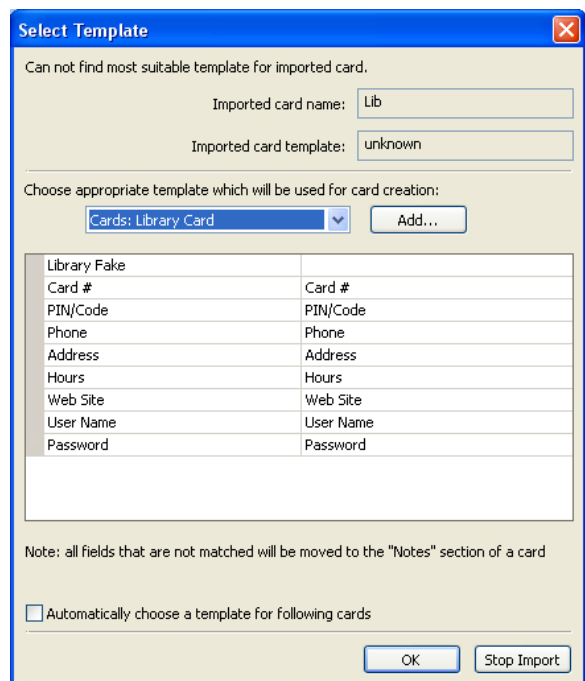 Select Template
Can not find most suitable template for imported card.
Imported card name: Lib
Imported card template: unknown
Choose appropriate template which will be used for card creation:
Cards: Library Card Add...
Library Fake
Card # Card #
PIN/Code PIN/Code
Phone Phone
Address Address
Hours Hours
Web Site Web Site
User Name User Name
Password Password
Note: all fields that are not matched will be moved to the "Notes" section of a card
Automatically choose a template for following cards
OK Stop Import